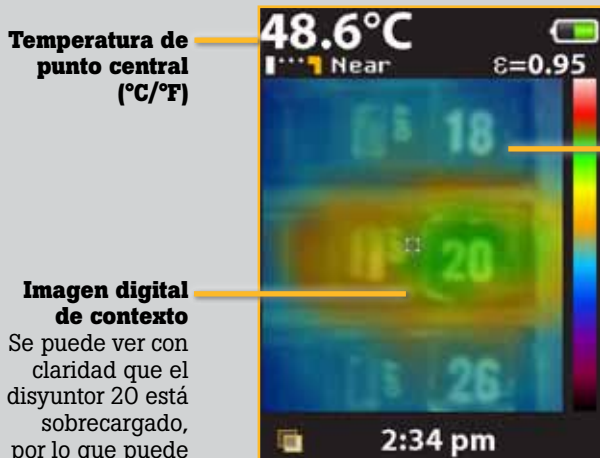 Temperatura de
punto central
(°C/°F)
48.6°C
Near
ε=0.95
18
20
26
Imagen digital
de contexto
Se puede ver con
claridad que el
disyuntor 20 está
sobrecargado,
por lo que puede
2:34 pm